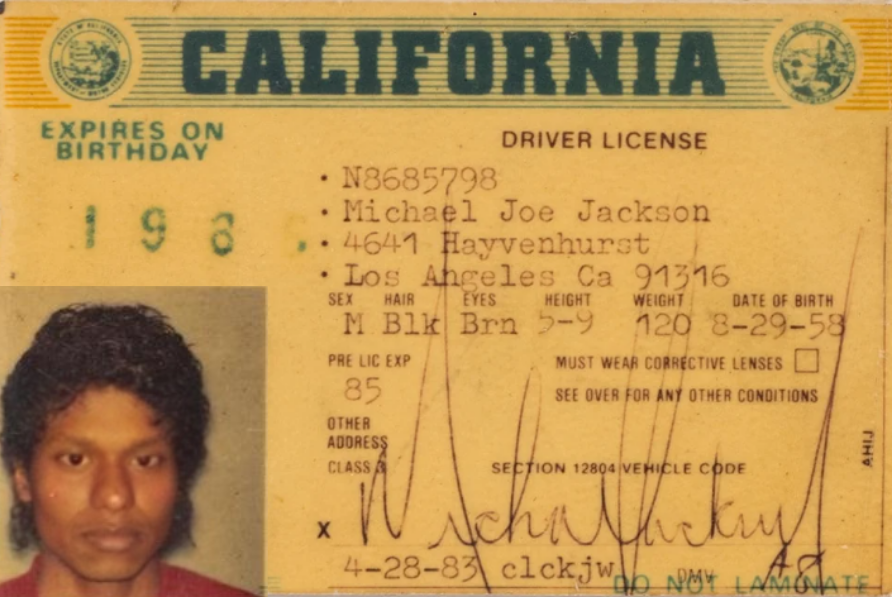 CALIFORNIA
EXPIRES ON
BIRTHDAY
DRIVER LICENSE
198
• N8685798
• Michael Joe Jackson
• 4641 Hayvenhurst
• Los Angeles Ca 91316
SEX HAIR EYES HEIGHT WEIGHT DATE OF BIRTH
M Blk Brn 5-9 120 8-29-58
PRE LIC EXP MUST WEAR CORRECTIVE LENSES
85 SEE OVER FOR ANY OTHER CONDITIONS
OTHER
ADDRESS
CLASS 3 SECTION 12804 VEHICLE CODE
AHIJ
X
4-28-83 clckjw DMV
DO NOT LAMINATE